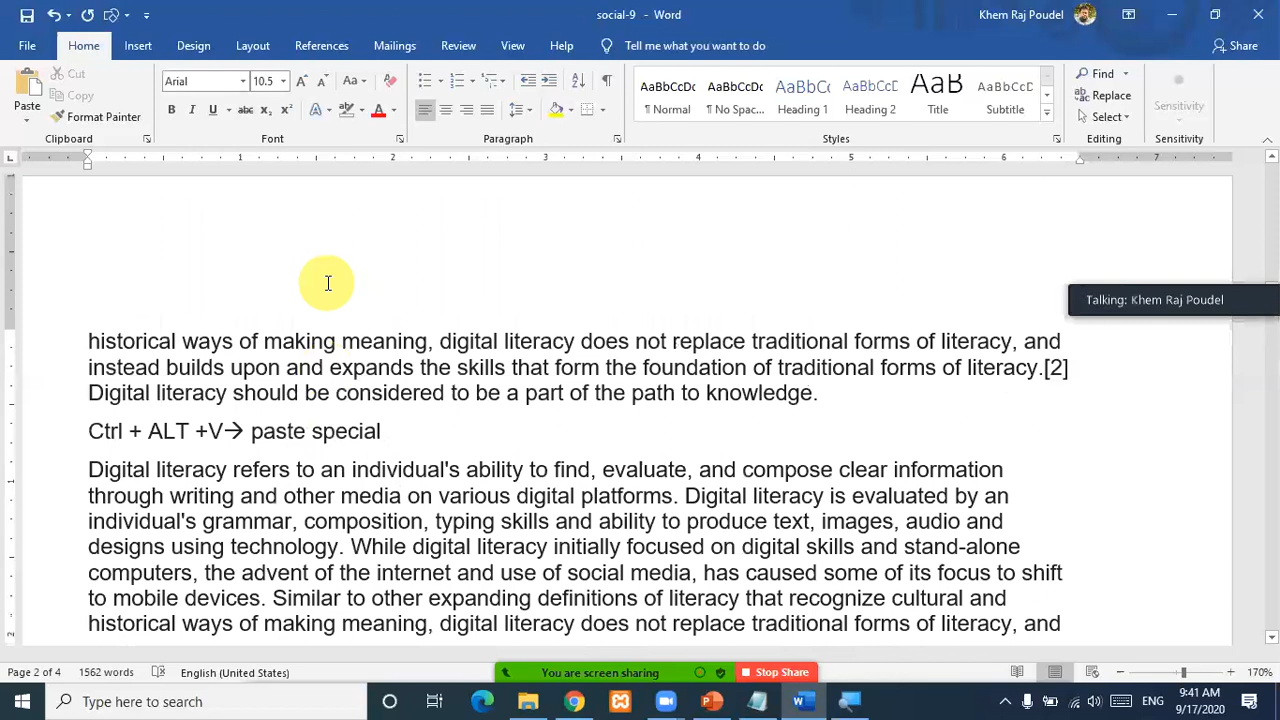 social-9 - Word
Khem Raj Poudel
File Home Insert Design Layout References Mailings Review View Help Tell me what you want to do Share
Paste
Cut
Copy
Format Painter
Clipboard
Arial 10.5
Aa
B I U abc x2 x2 A A
Font
Paragraph
AaBbCcDc AaBbCcDc AaBbCc AaBbCcD AaB AaBbCcD
¶ Normal ¶ No Spac... Heading 1 Heading 2 Title Subtitle
Styles
Find
Replace
Select
Editing
Sensitivity
Sensitivity
1 2 3 4 5 6 7
Talking: Khem Raj Poudel
historical ways of making meaning, digital literacy does not replace traditional forms of literacy, and
instead builds upon and expands the skills that form the foundation of traditional forms of literacy.[2]
Digital literacy should be considered to be a part of the path to knowledge.
Ctrl + ALT +V→ paste special
Digital literacy refers to an individual's ability to find, evaluate, and compose clear information
through writing and other media on various digital platforms. Digital literacy is evaluated by an
individual's grammar, composition, typing skills and ability to produce text, images, audio and
designs using technology. While digital literacy initially focused on digital skills and stand-alone
computers, the advent of the internet and use of social media, has caused some of its focus to shift
to mobile devices. Similar to other expanding definitions of literacy that recognize cultural and
historical ways of making meaning, digital literacy does not replace traditional forms of literacy, and
Page 2 of 4 1562 words English (United States) You are screen sharing Stop Share 170%
Type here to search
ENG
9:41 AM
9/17/2020